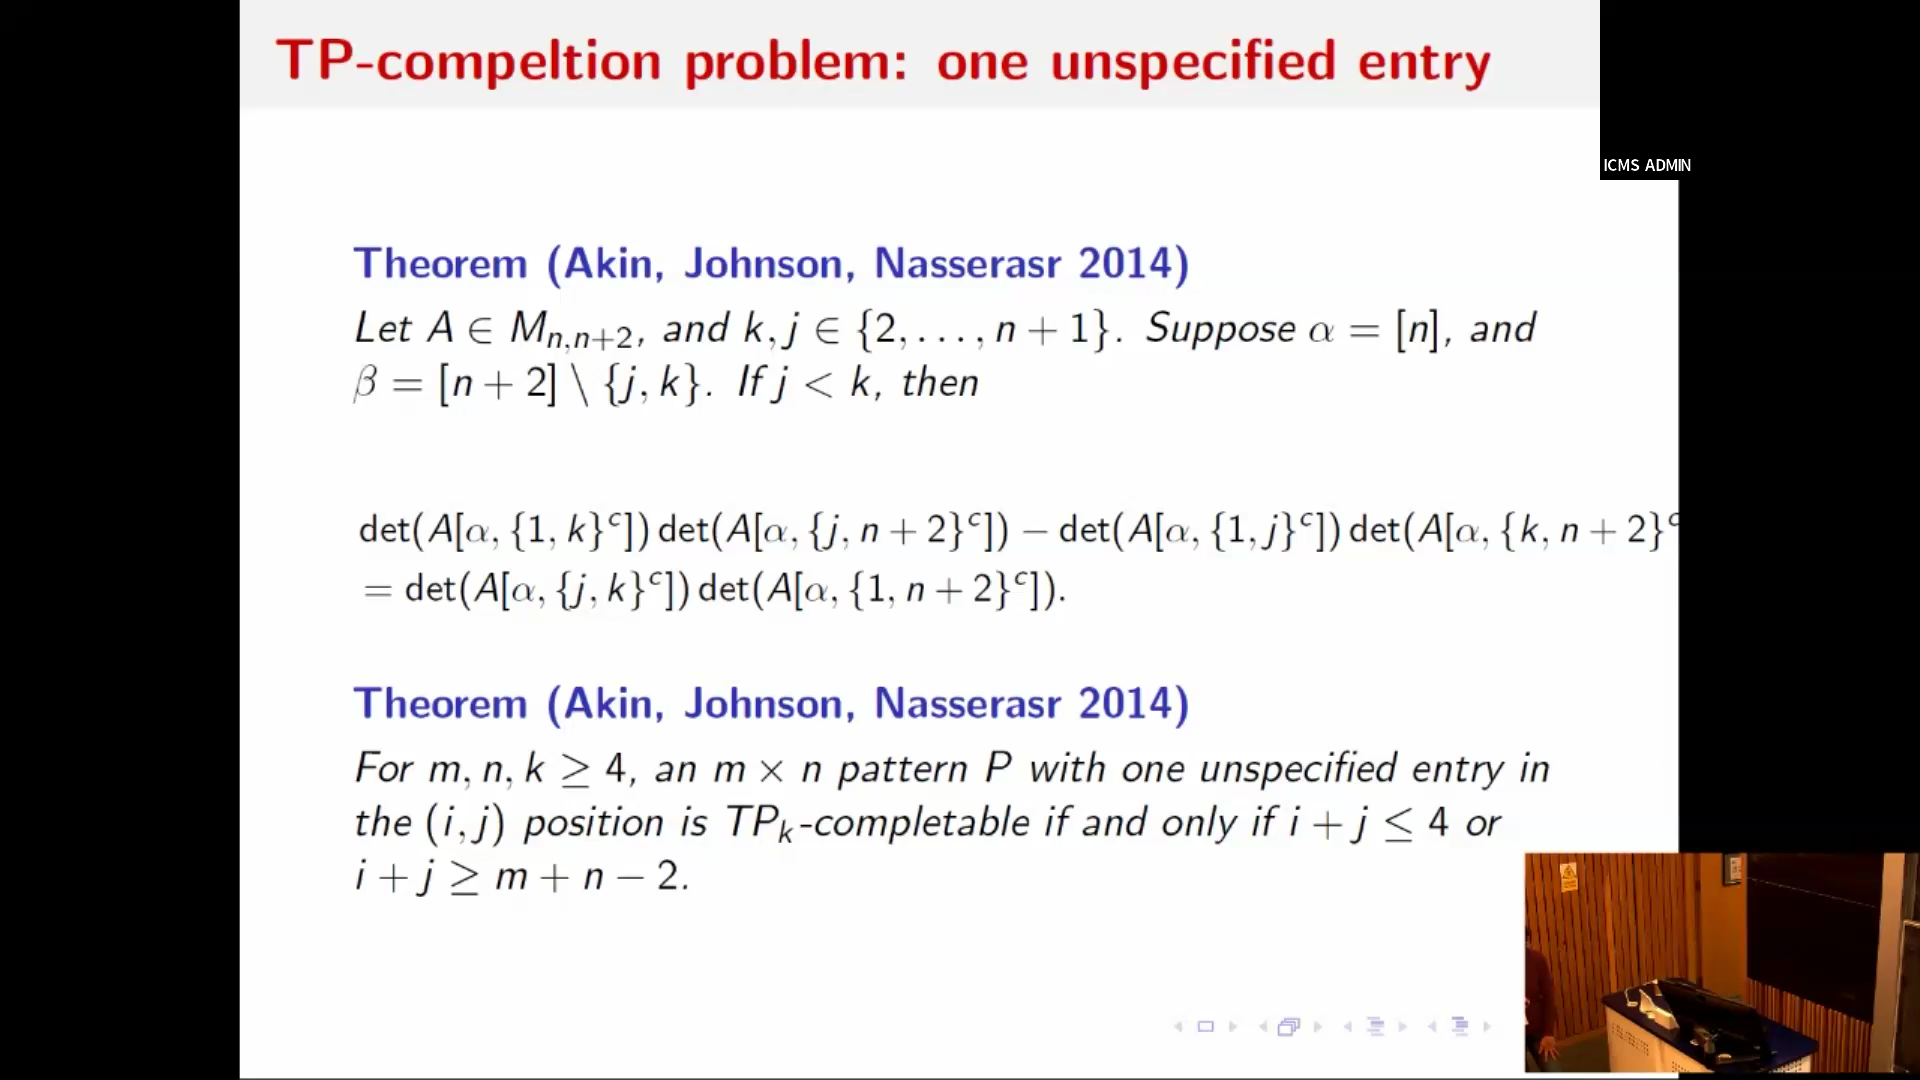 TP-compeltion problem: one unspecified entry
ICMS ADMIN
Theorem (Akin, Johnson, Nasserasr 2014)
Let A ∈ M_{n,n+2}, and k, j ∈ {2, . . . , n + 1}. Suppose α = [n], and
β = [n + 2] \ {j, k}. If j < k, then
det(A[α, {1, k}^c]) det(A[α, {j, n + 2}^c]) − det(A[α, {1, j}^c]) det(A[α, {k, n + 2}^c
= det(A[α, {j, k}^c]) det(A[α, {1, n + 2}^c]).
Theorem (Akin, Johnson, Nasserasr 2014)
For m, n, k ≥ 4, an m × n pattern P with one unspecified entry in
the (i, j) position is TP_k-completable if and only if i + j ≤ 4 or
i + j ≥ m + n − 2.